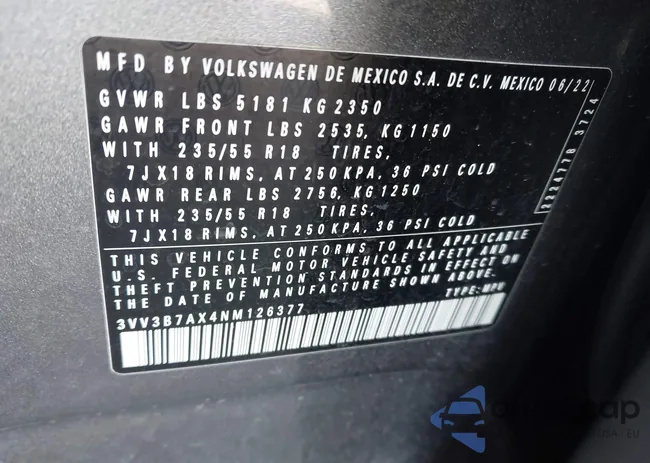 MFD BY VOLKSWAGEN DE MEXICO S.A. DE C.V. MEXICO 06/22
GVWR LBS 5181 KG 2350
GAWR FRONT LBS 2535, KG 1150
WITH 235/55 R18 TIRES,
7JX18 RIMS, AT 250 KPA, 36 PSI COLD
GAWR REAR LBS 2756, KG 1250
WITH 235/55 R18 TIRES,
7JX18 RIMS, AT 250 KPA, 36 PSI COLD
THIS VEHICLE CONFORMS TO ALL APPLICABLE
U.S. FEDERAL MOTOR VEHICLE SAFETY AND
THEFT PREVENTION STANDARDS IN EFFECT ON
THE DATE OF MANUFACTURE SHOWN ABOVE.
TYPE: MPV
3VV3B7AX4NM126377
3724